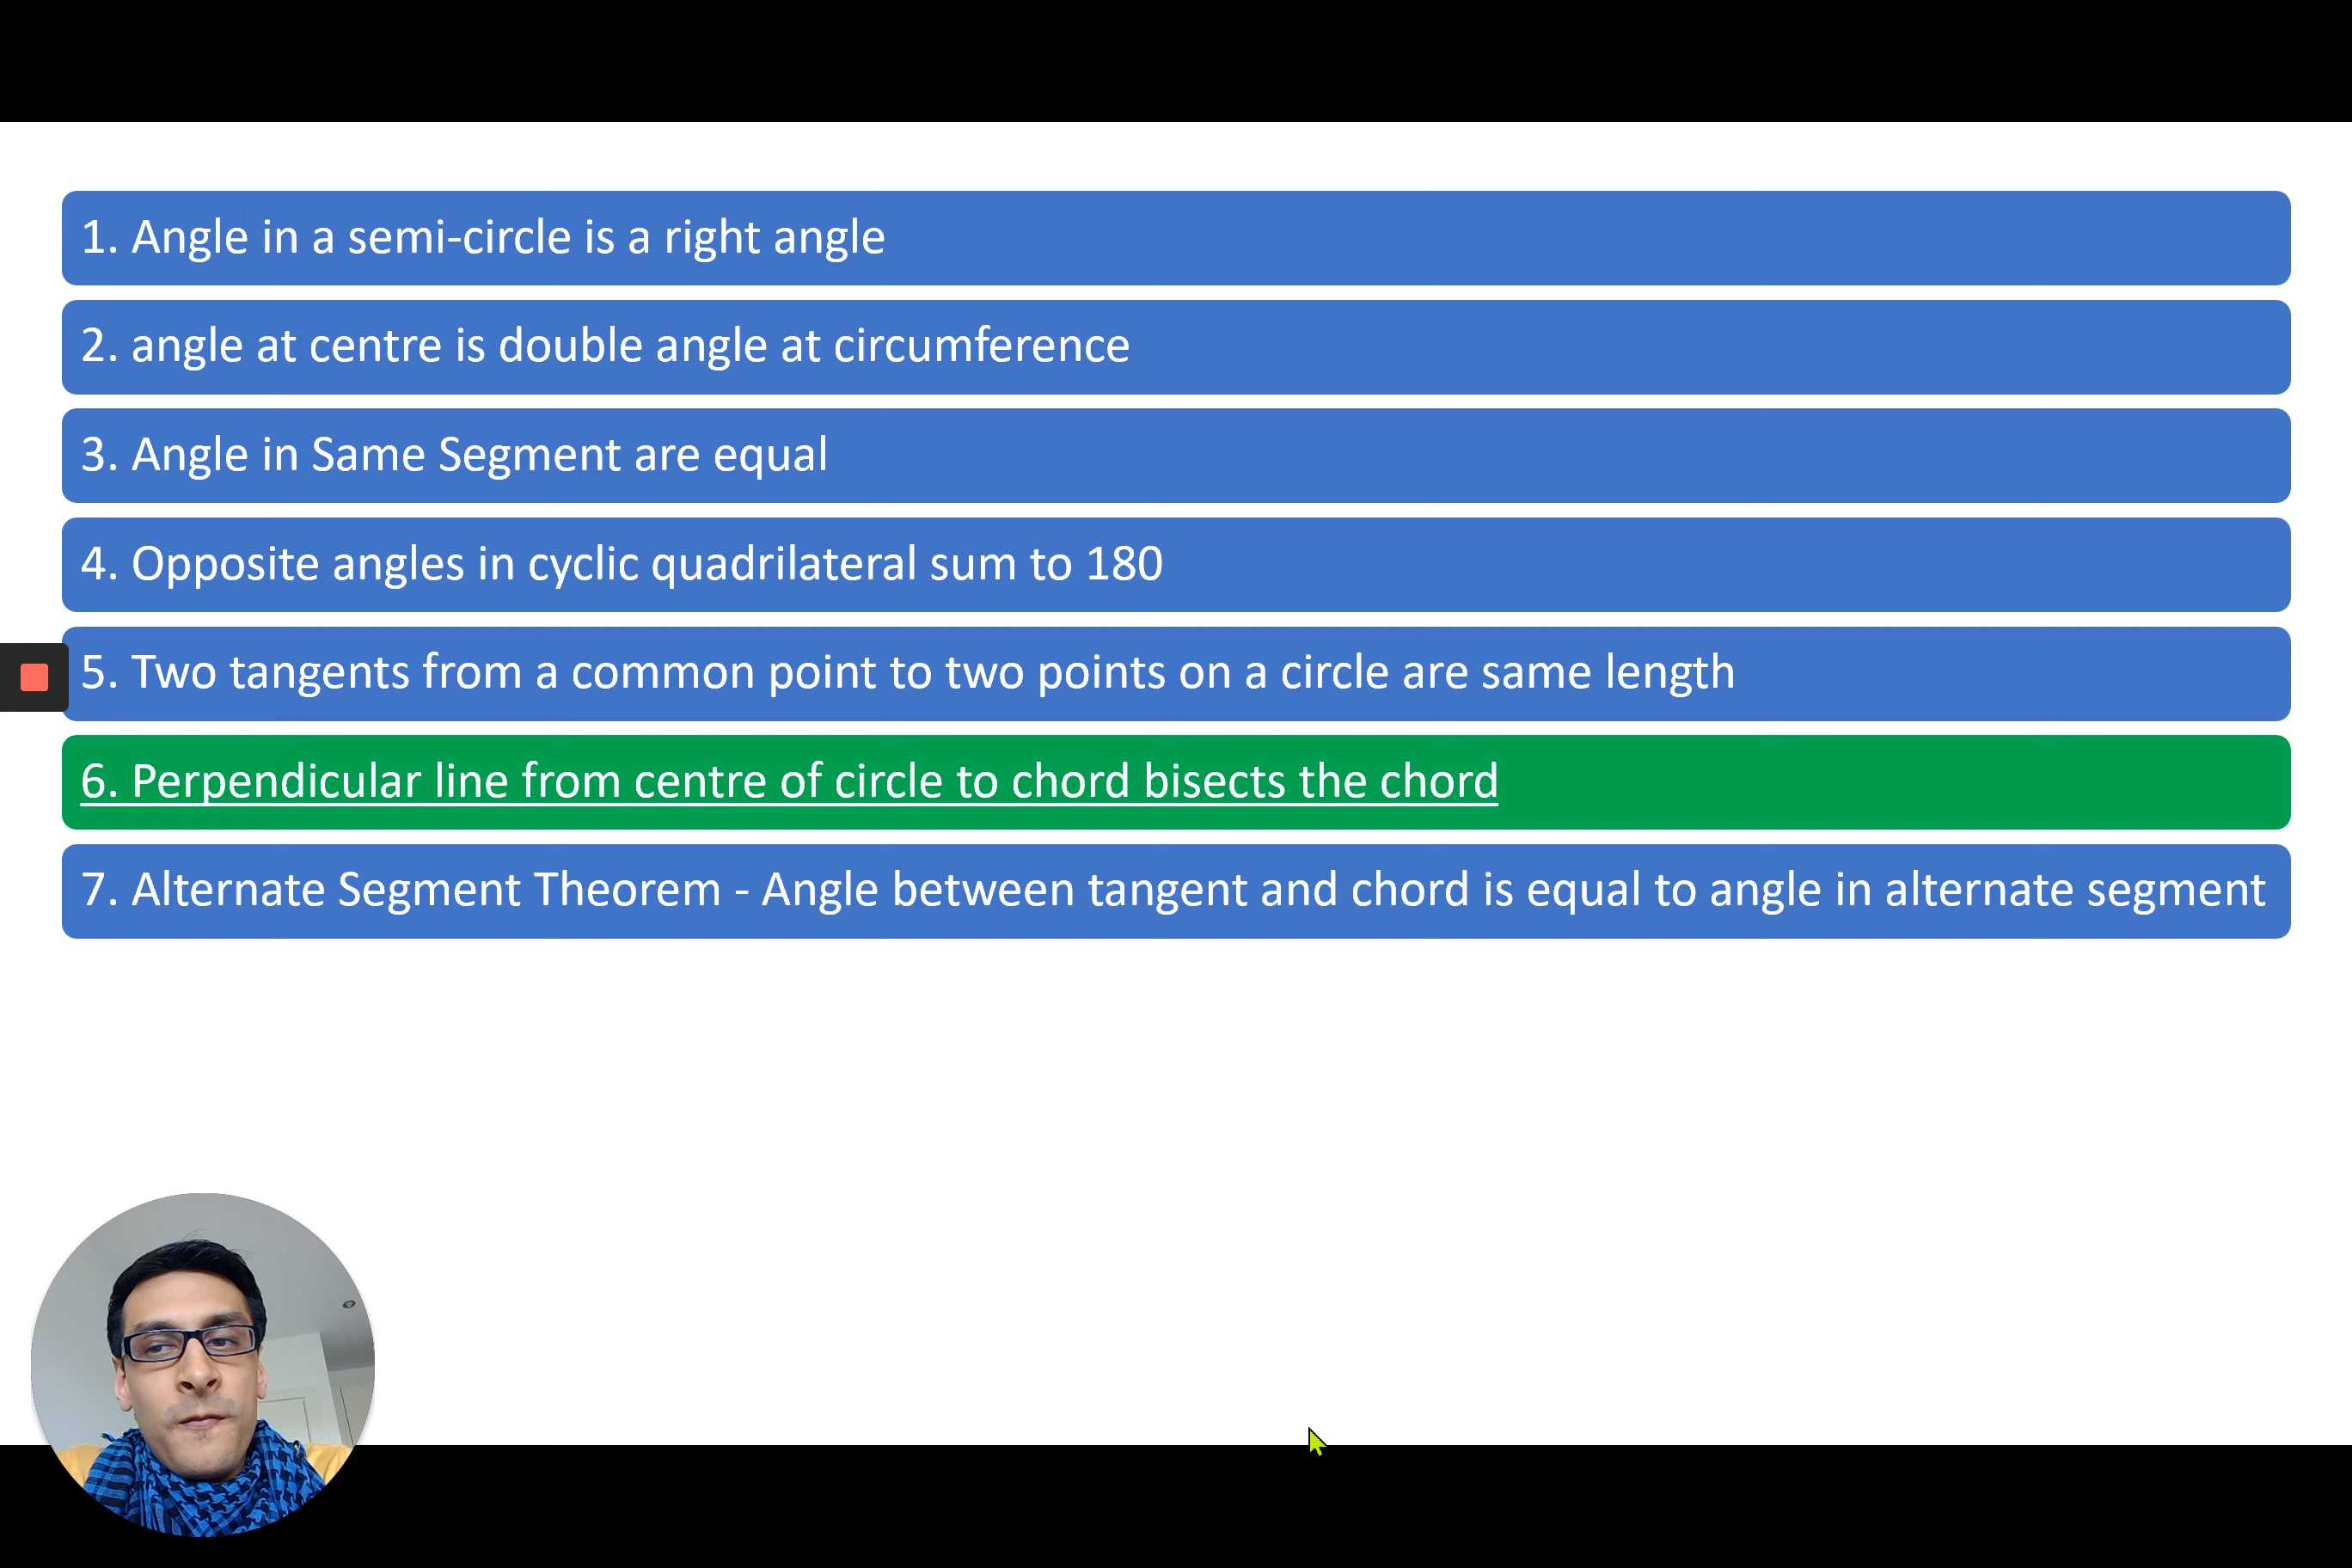 1. Angle in a semi-circle is a right angle
2. angle at centre is double angle at circumference
3. Angle in Same Segment are equal
4. Opposite angles in cyclic quadrilateral sum to 180
5. Two tangents from a common point to two points on a circle are same length
6. Perpendicular line from centre of circle to chord bisects the chord
7. Alternate Segment Theorem - Angle between tangent and chord is equal to angle in alternate segment